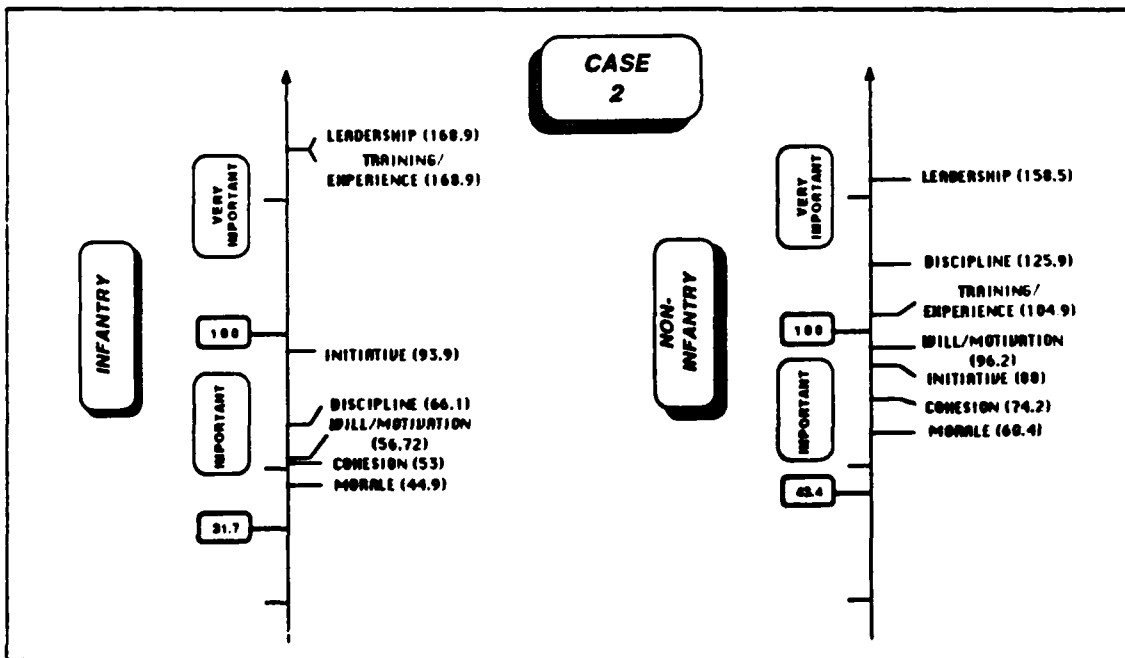 CASE
2
INFANTRY
VERY
IMPORTANT
100
IMPORTANT
31.7
LEADERSHIP (168.9)
TRAINING/
EXPERIENCE (168.9)
INITIATIVE (93.9)
DISCIPLINE (66.1)
WILL/MOTIVATION
(56.72)
COHESION (53)
MORALE (44.9)
NON-
INFANTRY
VERY
IMPORTANT
100
IMPORTANT
43.4
LEADERSHIP (158.5)
DISCIPLINE (125.9)
TRAINING/
EXPERIENCE (104.9)
WILL/MOTIVATION
(96.2)
INITIATIVE (88)
COHESION (74.2)
MORALE (60.4)